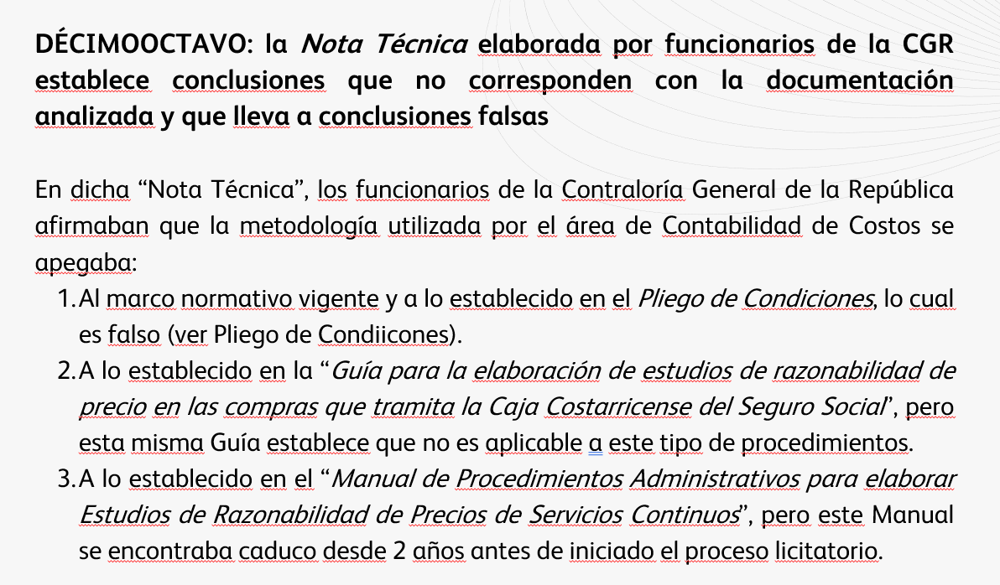 DÉCIMOOCTAVO: la Nota Técnica elaborada por funcionarios de la CGR
establece conclusiones que no corresponden con la documentación
analizada y que lleva a conclusiones falsas
En dicha “Nota Técnica”, los funcionarios de la Contraloría General de la República
afirmaban que la metodología utilizada por el área de Contabilidad de Costos se
apegaba:
1. Al marco normativo vigente y a lo establecido en el Pliego de Condiciones, lo cual
es falso (ver Pliego de Condiicones).
2. A lo establecido en la “Guía para la elaboración de estudios de razonabilidad de
precio en las compras que tramita la Caja Costarricense del Seguro Social”, pero
esta misma Guía establece que no es aplicable a este tipo de procedimientos.
3. A lo establecido en el “Manual de Procedimientos Administrativos para elaborar
Estudios de Razonabilidad de Precios de Servicios Continuos”, pero este Manual
se encontraba caduco desde 2 años antes de iniciado el proceso licitatorio.